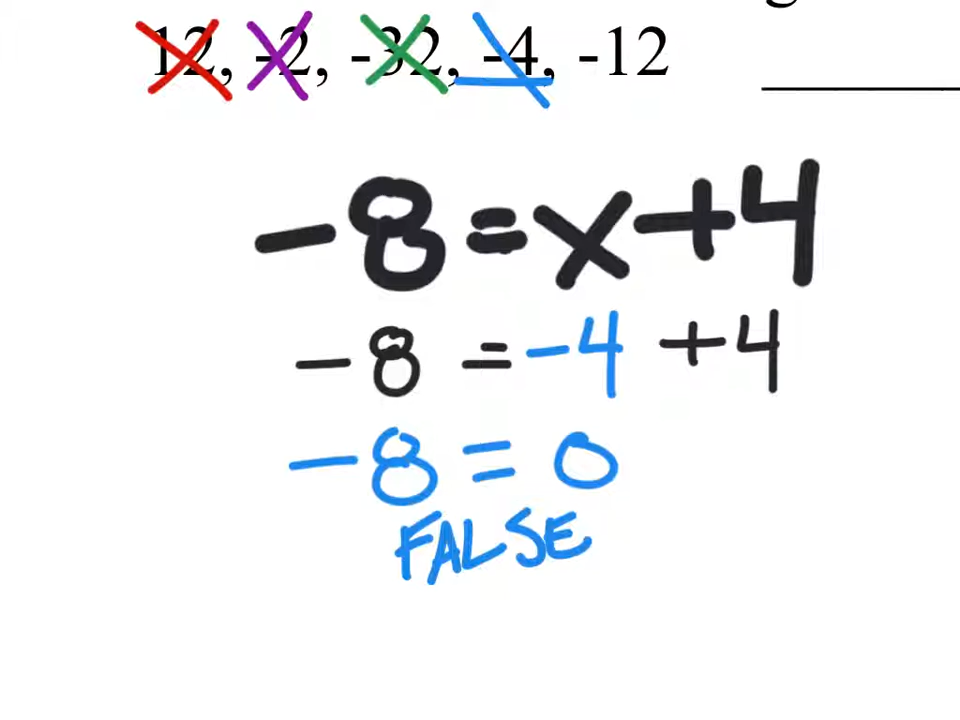 12, -2, -32, -4, -12
-8=x+4
-8 = -4 +4
-8 = 0
FALSE